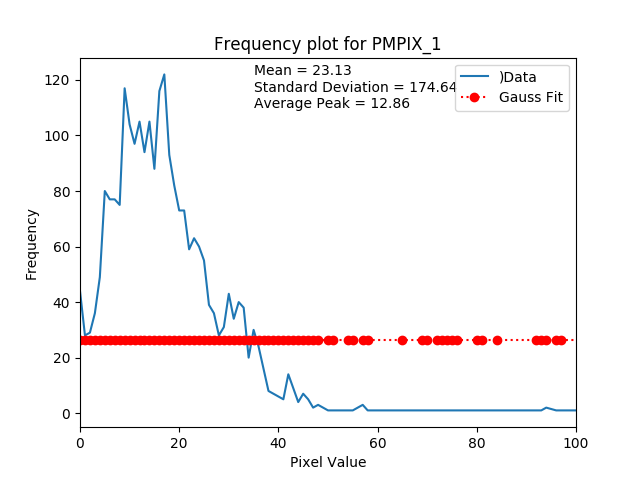 Frequency plot for PMPIX_1
Mean = 23.13
Standard Deviation = 174.64
Average Peak = 12.86
)Data
Gauss Fit
Frequency
120
100
80
60
40
20
0
0 20 40 60 80 100
Pixel Value